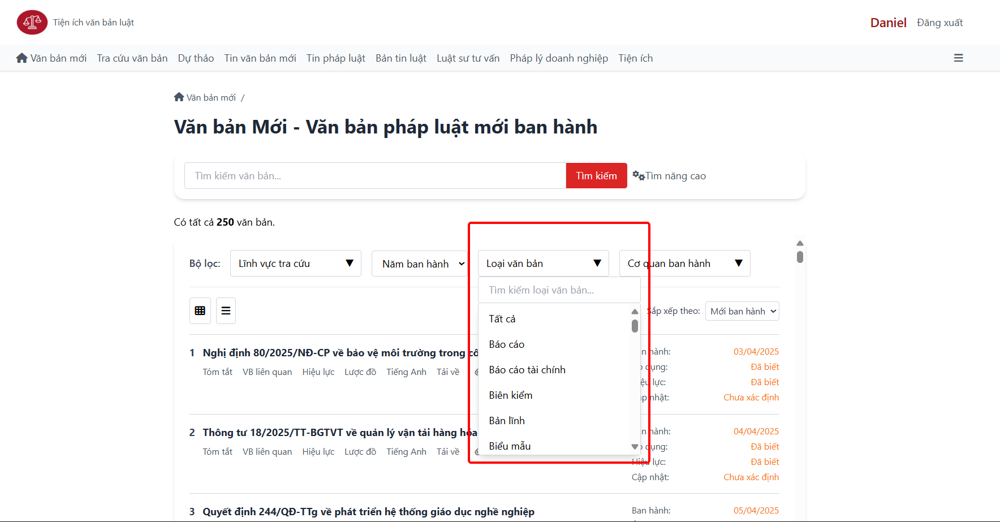 Tiện ích văn bản luật
Daniel Đăng xuất
Văn bản mới Tra cứu văn bản Dự thảo Tin văn bản mới Tin pháp luật Bản tin luật Luật sư tư vấn Pháp lý doanh nghiệp Tiện ích
Văn bản mới /
Văn bản Mới - Văn bản pháp luật mới ban hành
Tìm kiếm văn bản... Tìm kiếm Tìm năng cao
Có tất cả 250 văn bản.
Bộ lọc: Lĩnh vực tra cứu Năm ban hành Loại văn bản Cơ quan ban hành
Tìm kiếm loại văn bản...
Sắp xếp theo: Mới ban hành
Tất cả
Báo cáo
Báo cáo tài chính
Biên kiểm
Bản lĩnh
Biểu mẫu
1 Nghị định 80/2025/NĐ-CP về bảo vệ môi trường trong
Tóm tắt VB liên quan Hiệu lực Lược đồ Tiếng Anh Tải về
hành: 03/04/2025
dụng: Đã biết
lực: Đã biết
nhật: Chưa xác định
2 Thông tư 18/2025/TT-BGTVT về quản lý vận tải hàng hóa
Tóm tắt VB liên quan Hiệu lực Lược đồ Tiếng Anh Tải về
hành: 04/04/2025
dụng: Đã biết
Hiệu lực: Đã biết
Cập nhật: Chưa xác định
3 Quyết định 244/QĐ-TTg về phát triển hệ thống giáo dục nghề nghiệp
Ban hành: 05/04/2025